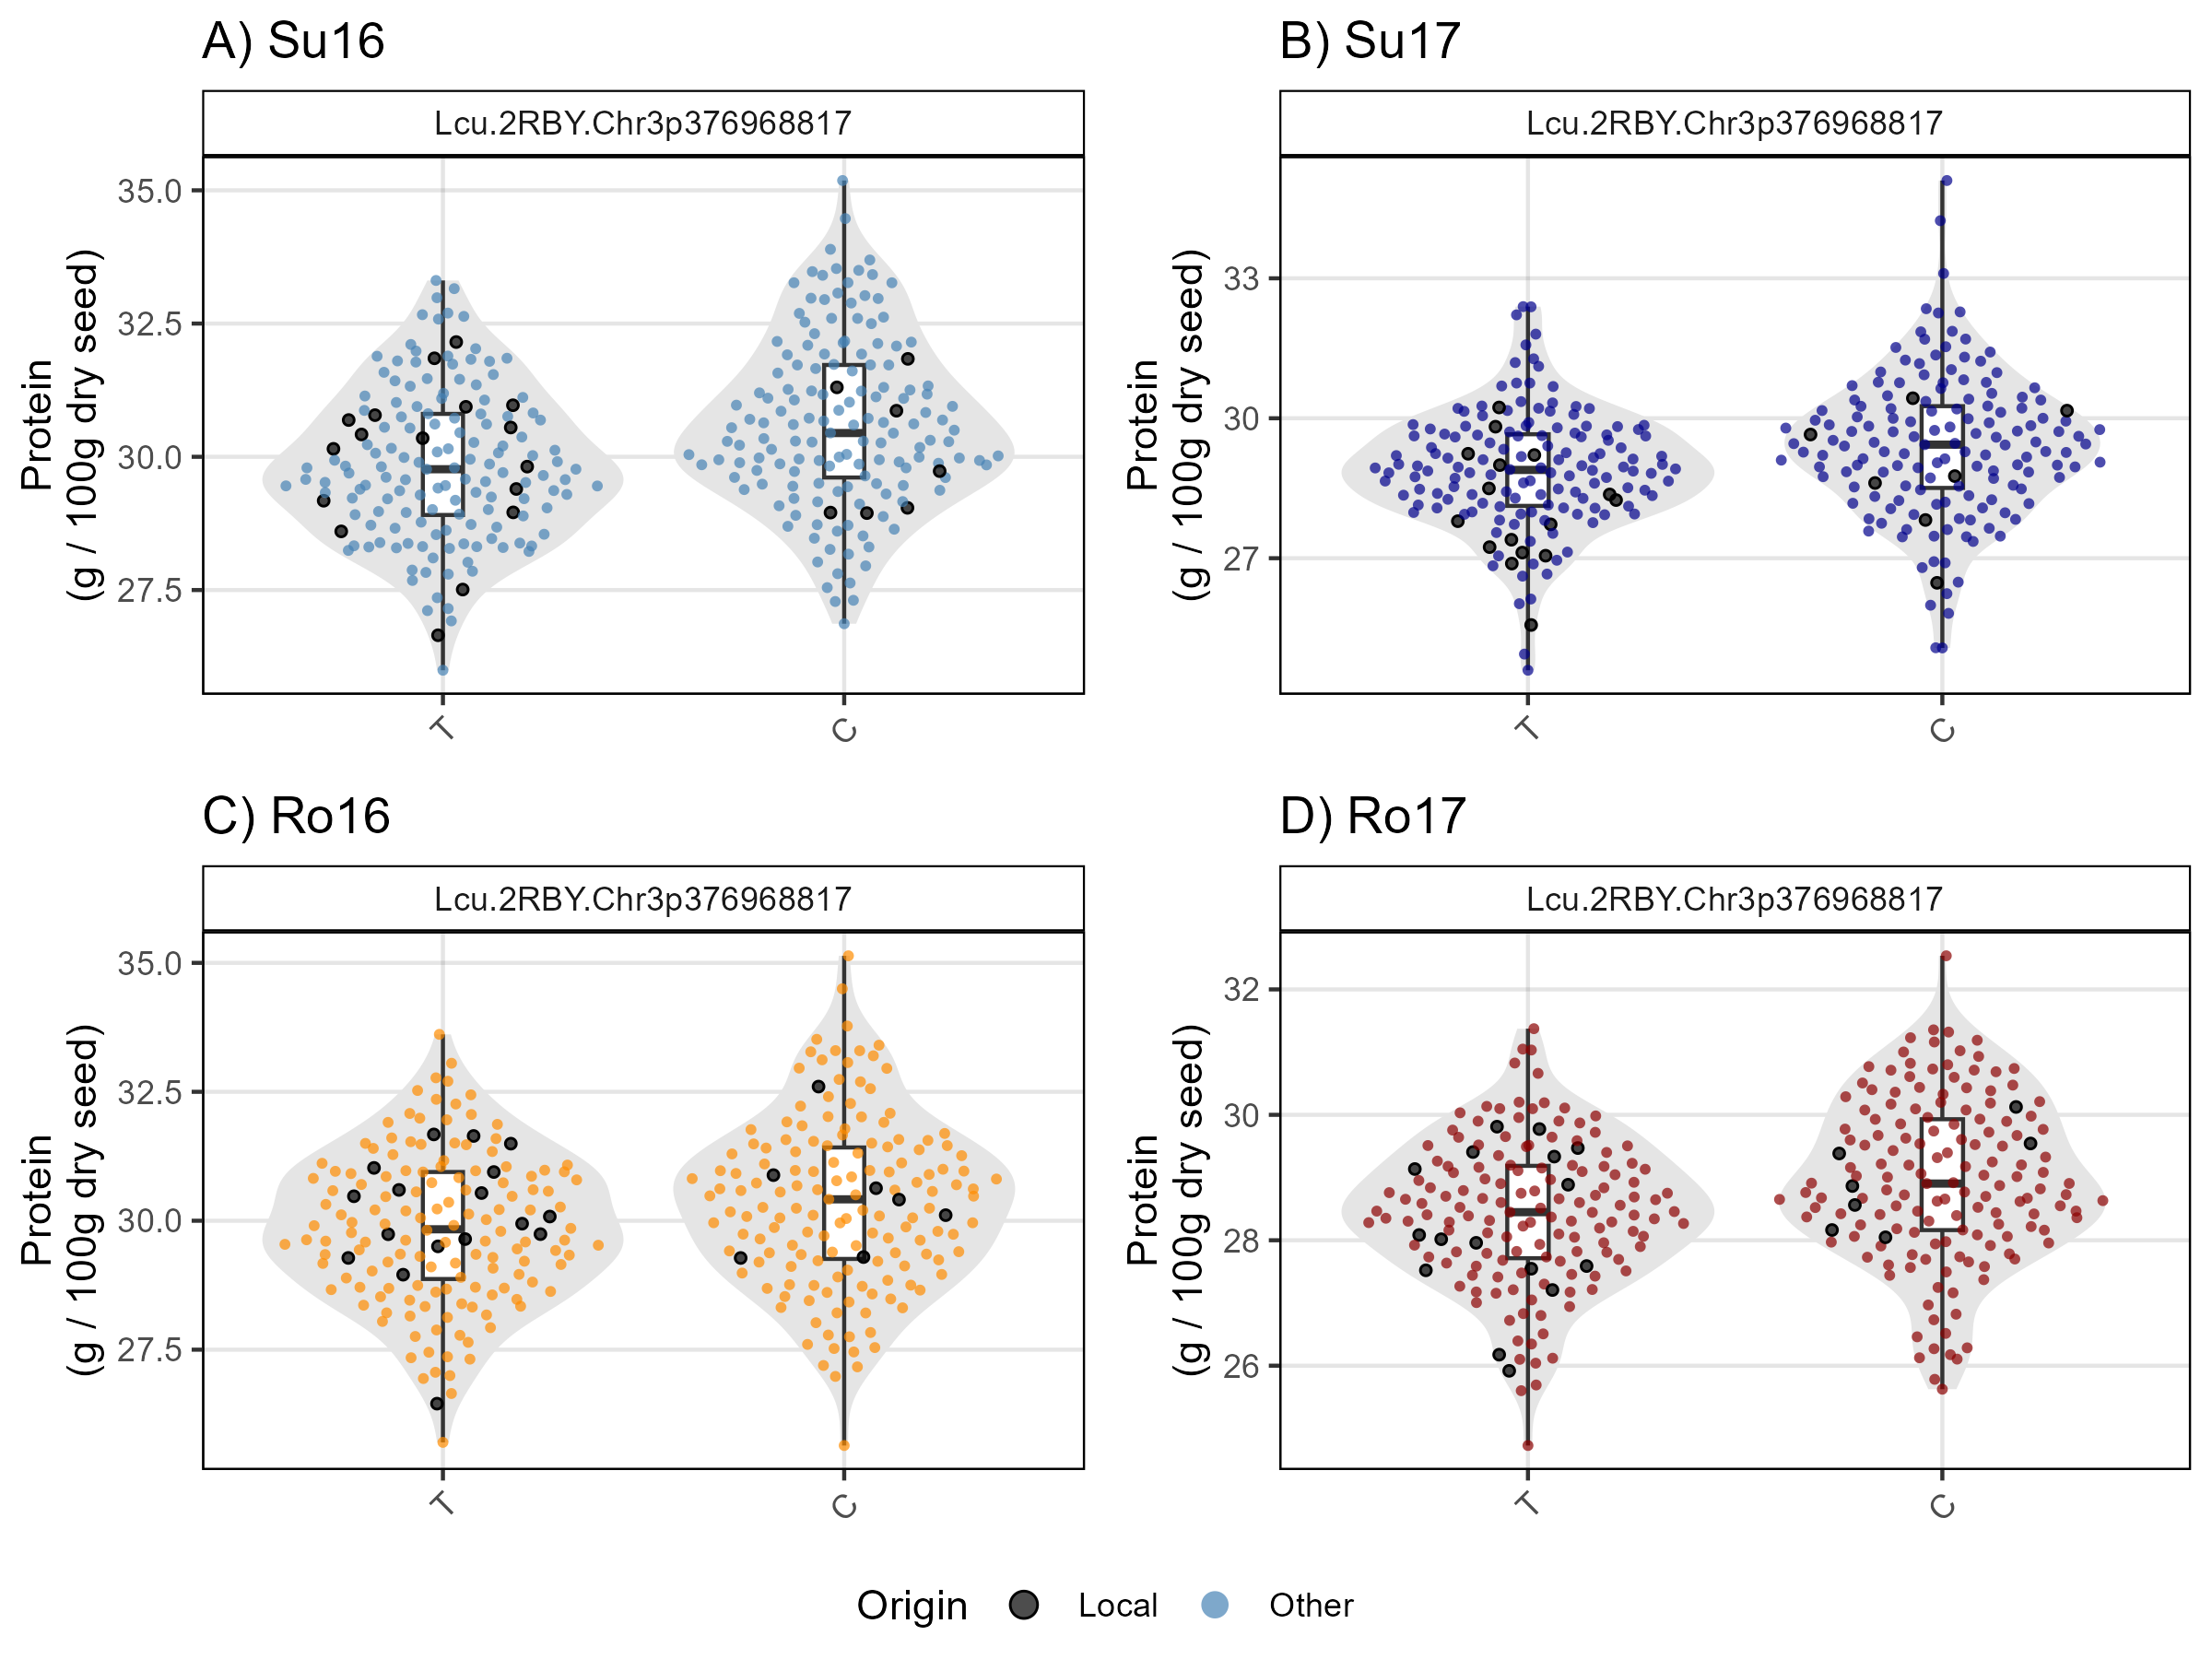 A) Su16
Lcu.2RBY.Chr3p376968817
Protein
(g / 100g dry seed)
35.0
32.5
30.0
27.5
T
C
B) Su17
Lcu.2RBY.Chr3p376968817
Protein
(g / 100g dry seed)
33
30
27
T
C
C) Ro16
Lcu.2RBY.Chr3p376968817
Protein
(g / 100g dry seed)
35.0
32.5
30.0
27.5
T
C
D) Ro17
Lcu.2RBY.Chr3p376968817
Protein
(g / 100g dry seed)
32
30
28
26
T
C
Origin Local Other